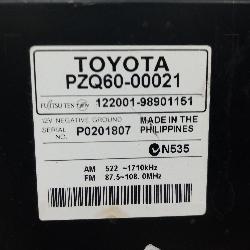 TOYOTA
PZQ60-00021
FUJITSU TEN 122001-98901151
12V NEGATIVE GROUND MADE IN THE
SERIAL NO. P0201807 PHILIPPINES
N535
AM 522 ~1710kHz
FM 87.5~108.0MHz